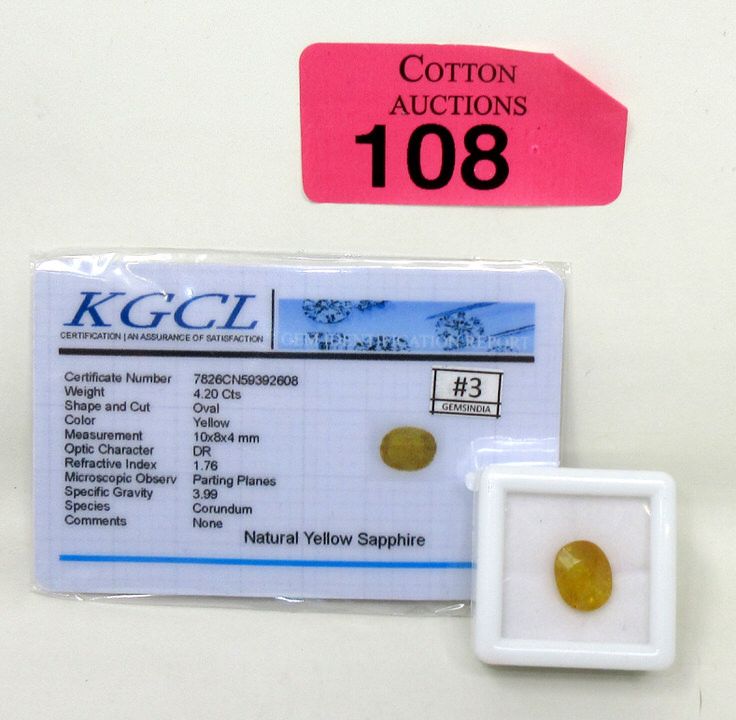 COTTON
AUCTIONS
108
KGCL
CERTIFICATION | AN ASSURANCE OF SATISFACTION
GEM IDENTIFICATION REPORT
Certificate Number 7826CN59392608
Weight 4.20 Cts
Shape and Cut Oval
Color Yellow
Measurement 10x8x4 mm
Optic Character DR
Refractive Index 1.76
Microscopic Observ Parting Planes
Specific Gravity 3.99
Species Corundum
Comments None
#3
GEMSINDIA
Natural Yellow Sapphire